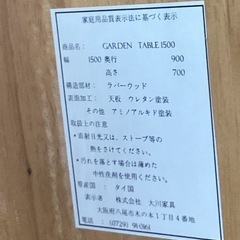 家庭用品質表示法に基づく表示
商品名: GARDEN TABLE1500
幅 1500 奥行 900
高さ 700
構造部材: ラバーウッド
表面加工: 天板 ウレタン塗装
その他 アミノアルキド塗装
取扱上の注意
・直射日光又は、ストーブ等の
熱をさけてください。
・汚れを落とす場合は薄めた
中性洗剤を使用ください。
原産国: タイ国
表示者: 株式会社 大川家具
大阪府八尾市木の本1丁目4番地
電話: (0729)